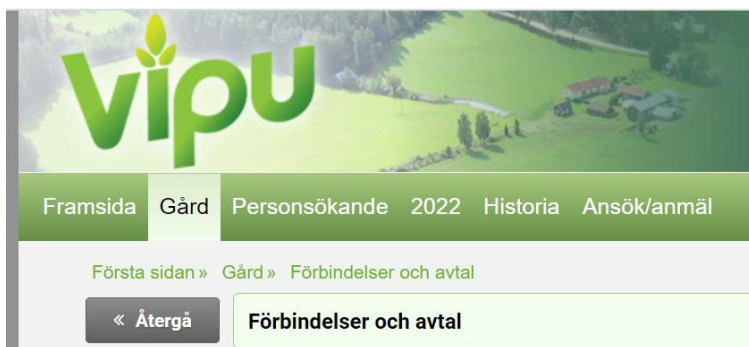 vipu
Framsida Gård Personsökande 2022 Historia Ansök/anmäl
Första sidan » Gård » Förbindelser och avtal
« Återgå
Förbindelser och avtal